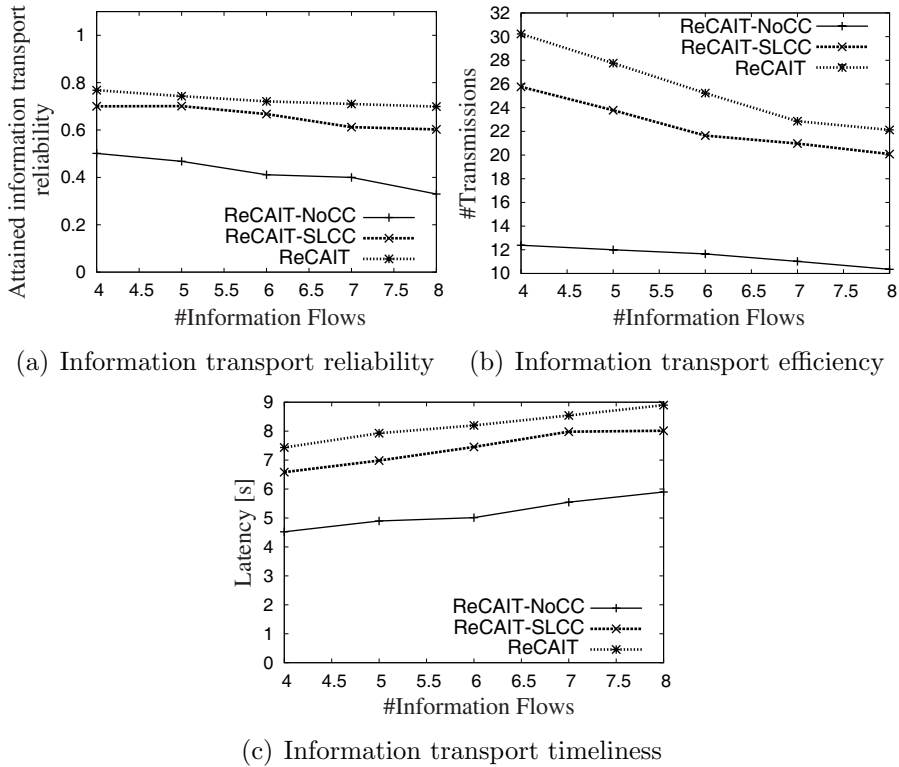 Attained information transport
reliability
1
0.8
0.6
0.4
0.2
0
ReCAIT-NoCC
ReCAIT-SLCC
ReCAIT
4 4.5 5 5.5 6 6.5 7 7.5 8
#Information Flows
(a) Information transport reliability
#Transmissions
32
30
28
26
24
22
20
18
16
14
12
10
ReCAIT-NoCC
ReCAIT-SLCC
ReCAIT
4 4.5 5 5.5 6 6.5 7 7.5 8
#Information Flows
(b) Information transport efficiency
Latency [s]
9
8
7
6
5
4
3
2
1
0
ReCAIT-NoCC
ReCAIT-SLCC
ReCAIT
4 4.5 5 5.5 6 6.5 7 7.5 8
#Information Flows
(c) Information transport timeliness